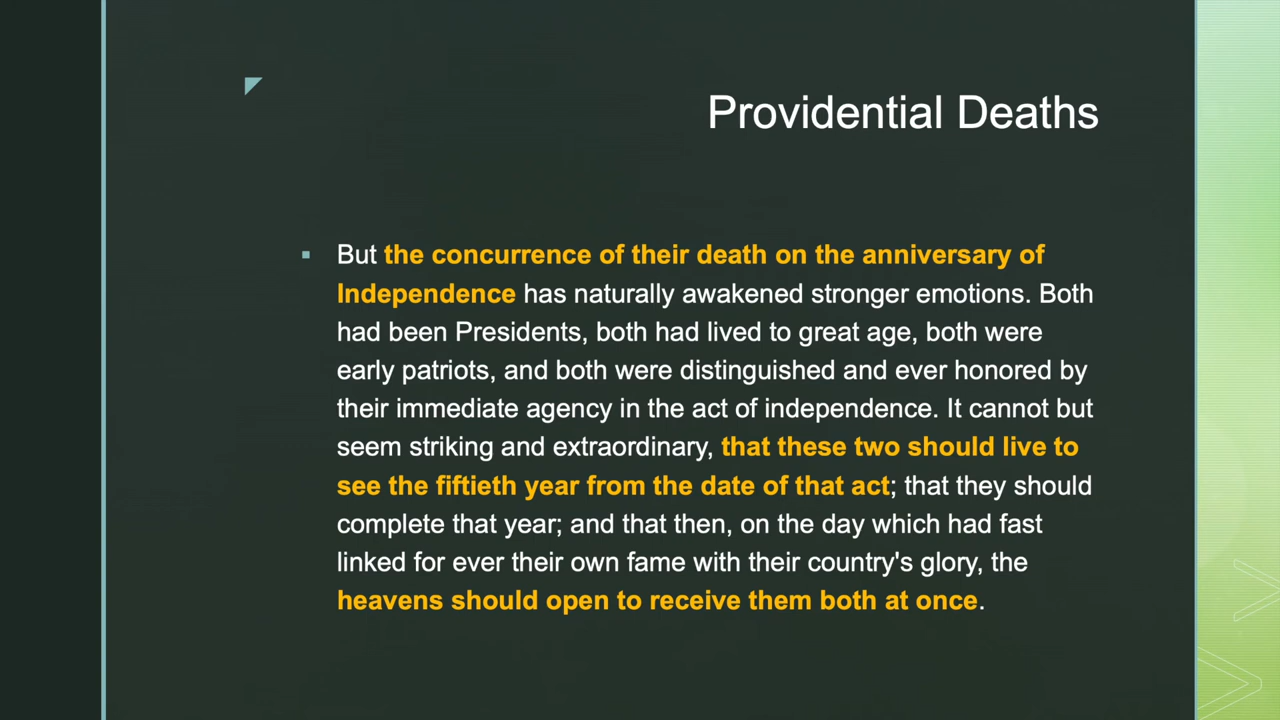 Providential Deaths
But the concurrence of their death on the anniversary of
Independence has naturally awakened stronger emotions. Both
had been Presidents, both had lived to great age, both were
early patriots, and both were distinguished and ever honored by
their immediate agency in the act of independence. It cannot but
seem striking and extraordinary, that these two should live to
see the fiftieth year from the date of that act; that they should
complete that year; and that then, on the day which had fast
linked for ever their own fame with their country's glory, the
heavens should open to receive them both at once.